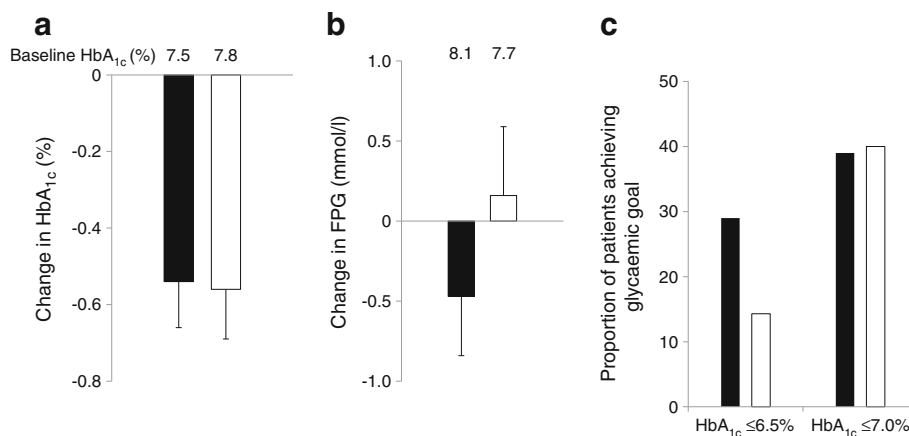 a
Baseline HbA1c (%) 7.5 7.8
0
-0.2
-0.4
-0.6
-0.8
Change in HbA1c (%)
b
8.1 7.7
1.0
0.5
0
-0.5
-1.0
Change in FPG (mmol/l)
c
50
40
30
20
10
0
Proportion of patients achieving
glycaemic goal
HbA1c ≤6.5% HbA1c ≤7.0%